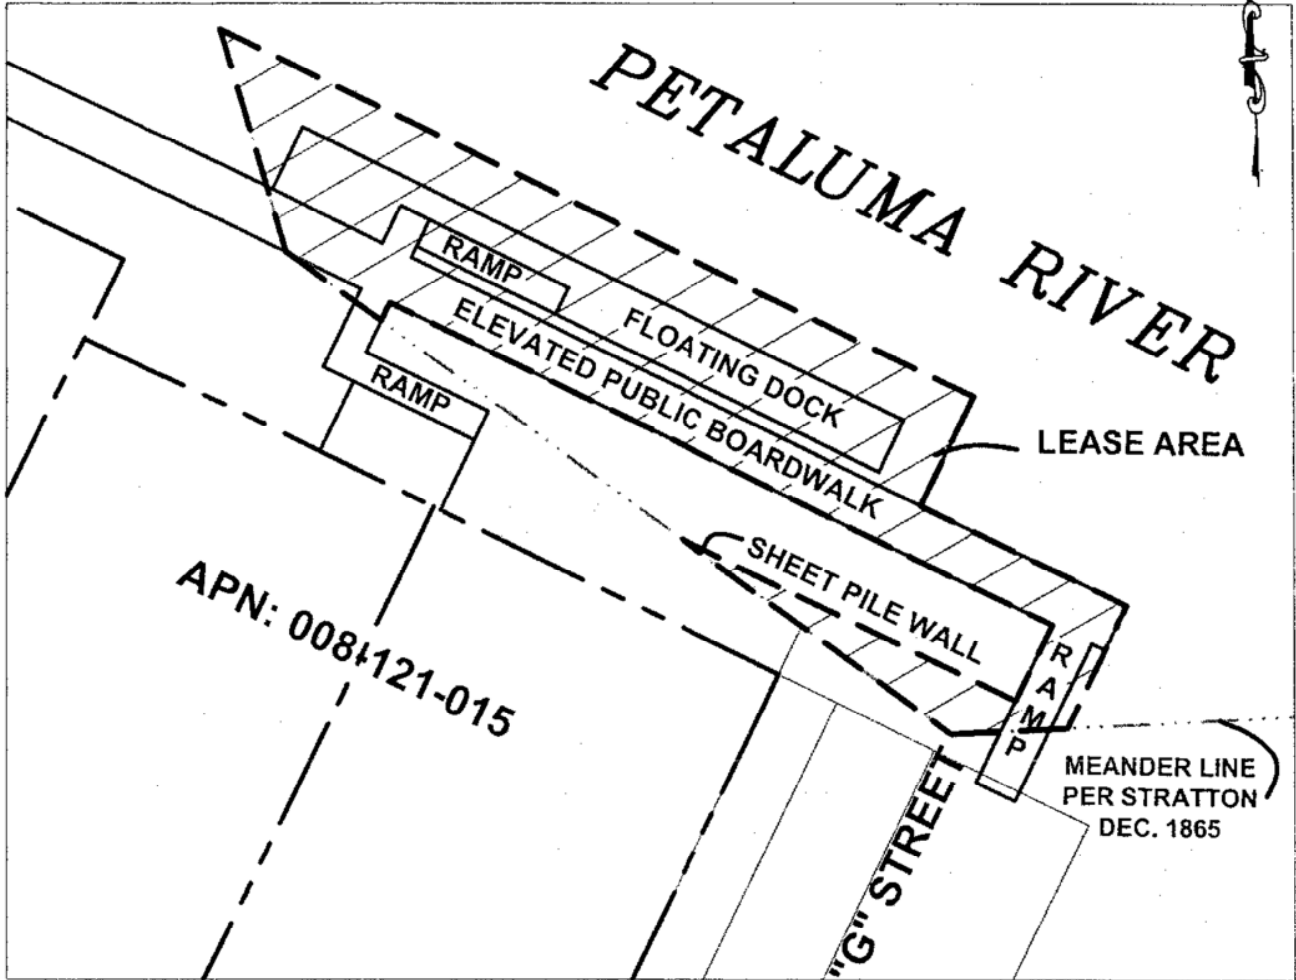 PETALUMA RIVER
RAMP
FLOATING DOCK
ELEVATED PUBLIC BOARDWALK
RAMP
LEASE AREA
SHEET PILE WALL
RAMP
APN: 008-121-015
MEANDER LINE
PER STRATTON
DEC. 1865
"G" STREET